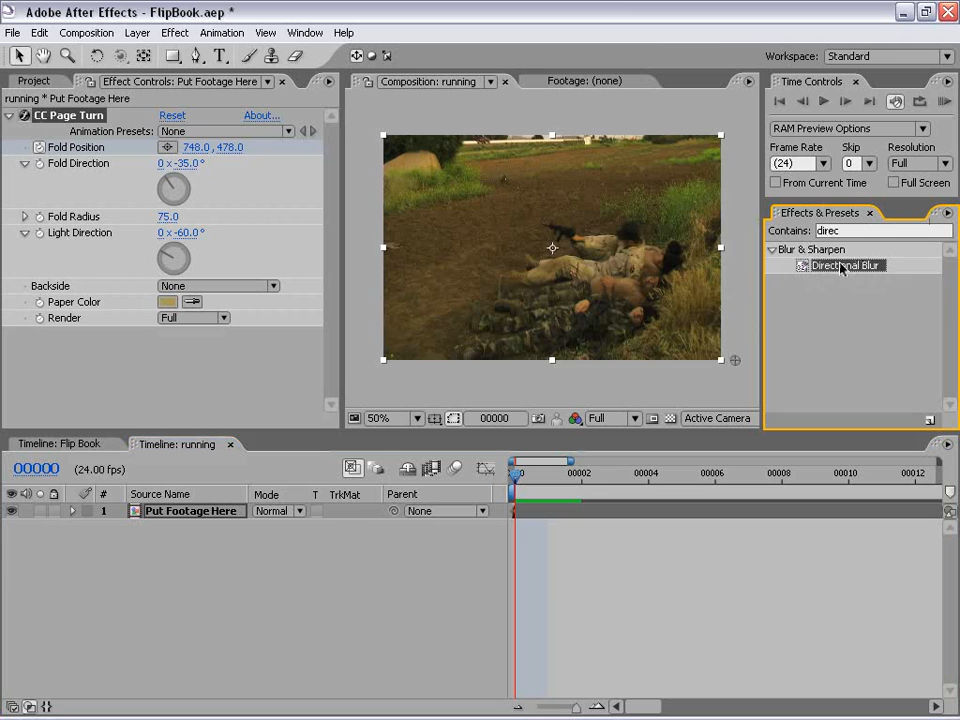 Adobe After Effects - FlipBook.aep *
File Edit Composition Layer Effect Animation View Window Help
T
Workspace: Standard
Project Effect Controls: Put Footage Here
running * Put Footage Here
CC Page Turn Reset About...
Animation Presets: None
Fold Position 748.0 , 478.0
Fold Direction 0 x -35.0 °
Fold Radius 75.0
Light Direction 0 x -60.0 °
Backside None
Paper Color
Render Full
Composition: running Footage: (none)
50% 00000 Full Active Camera
Time Controls
RAM Preview Options
Frame Rate Skip Resolution
(24) 0 Full
From Current Time Full Screen
Effects & Presets
Contains: direc
Blur & Sharpen
Directional Blur
Timeline: Flip Book Timeline: running
00000 (24.00 fps)
00002 00004 00006 00008 00010 00012
# Source Name Mode T TrkMat Parent
1 Put Footage Here Normal None